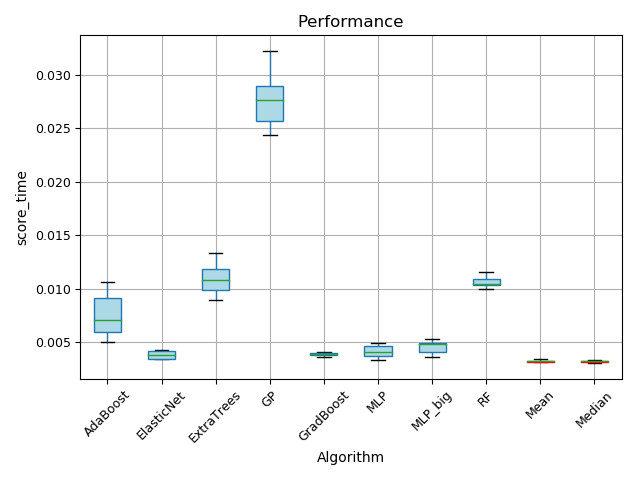 Performance
score_time
0.030
0.025
0.020
0.015
0.010
0.005
AdaBoost
ElasticNet
ExtraTrees
GP
GradBoost
MLP
MLP_big
RF
Mean
Median
Algorithm